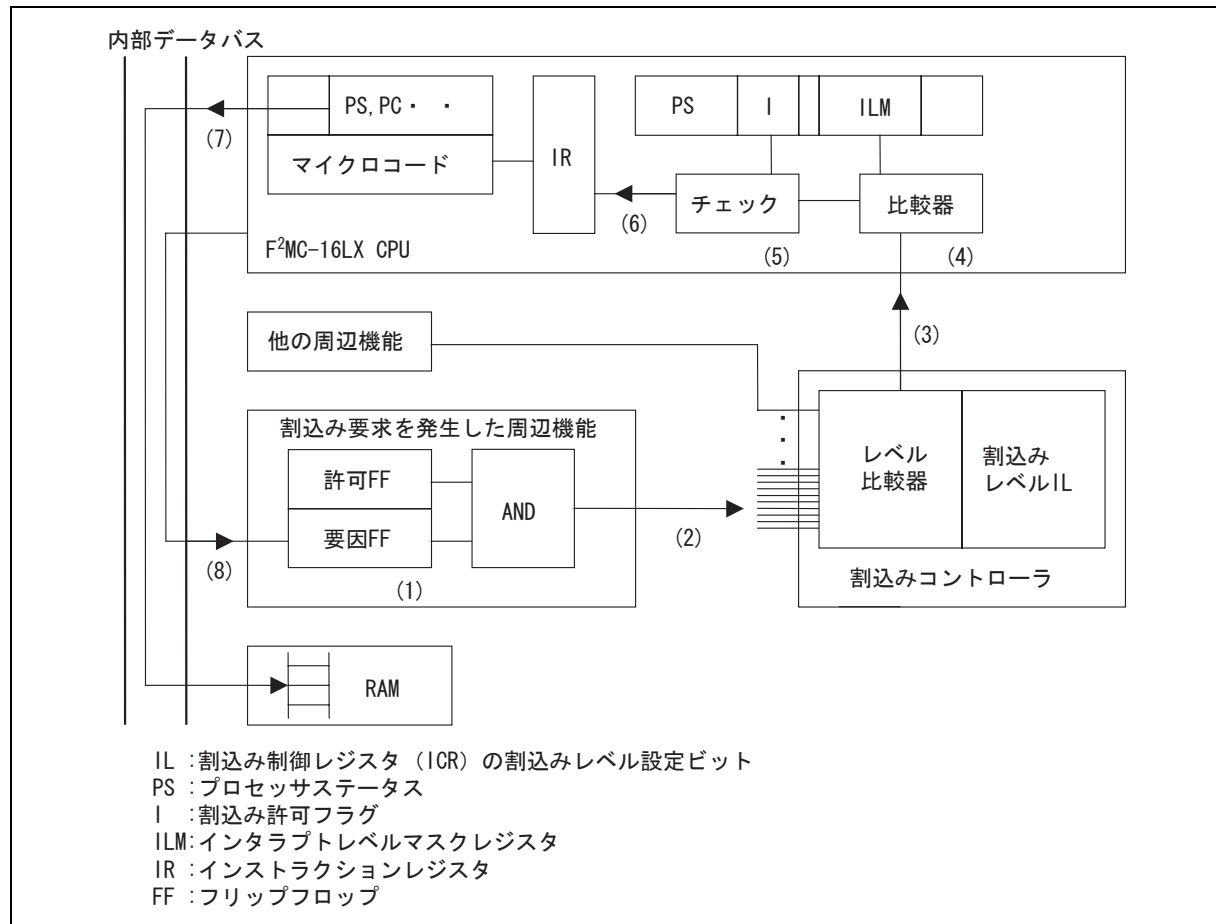 内部データバス
PS, PC・ ・
マイクロコード
IR
PS
I
ILM
チェック
比較器
(7)
(6)
(5)
(4)
F²MC-16LX CPU
(3)
他の周辺機能
割込み要求を発生した周辺機能
許可FF
要因FF
AND
(1)
(8)
(2)
・
・
・
レベル
比較器
割込み
レベルIL
割込みコントローラ
RAM
IL :割込み制御レジスタ (ICR) の割込みレベル設定ビット
PS :プロセッサステータス
I :割込み許可フラグ
ILM:インタラプトレベルマスクレジスタ
IR :インストラクションレジスタ
FF :フリップフロップ